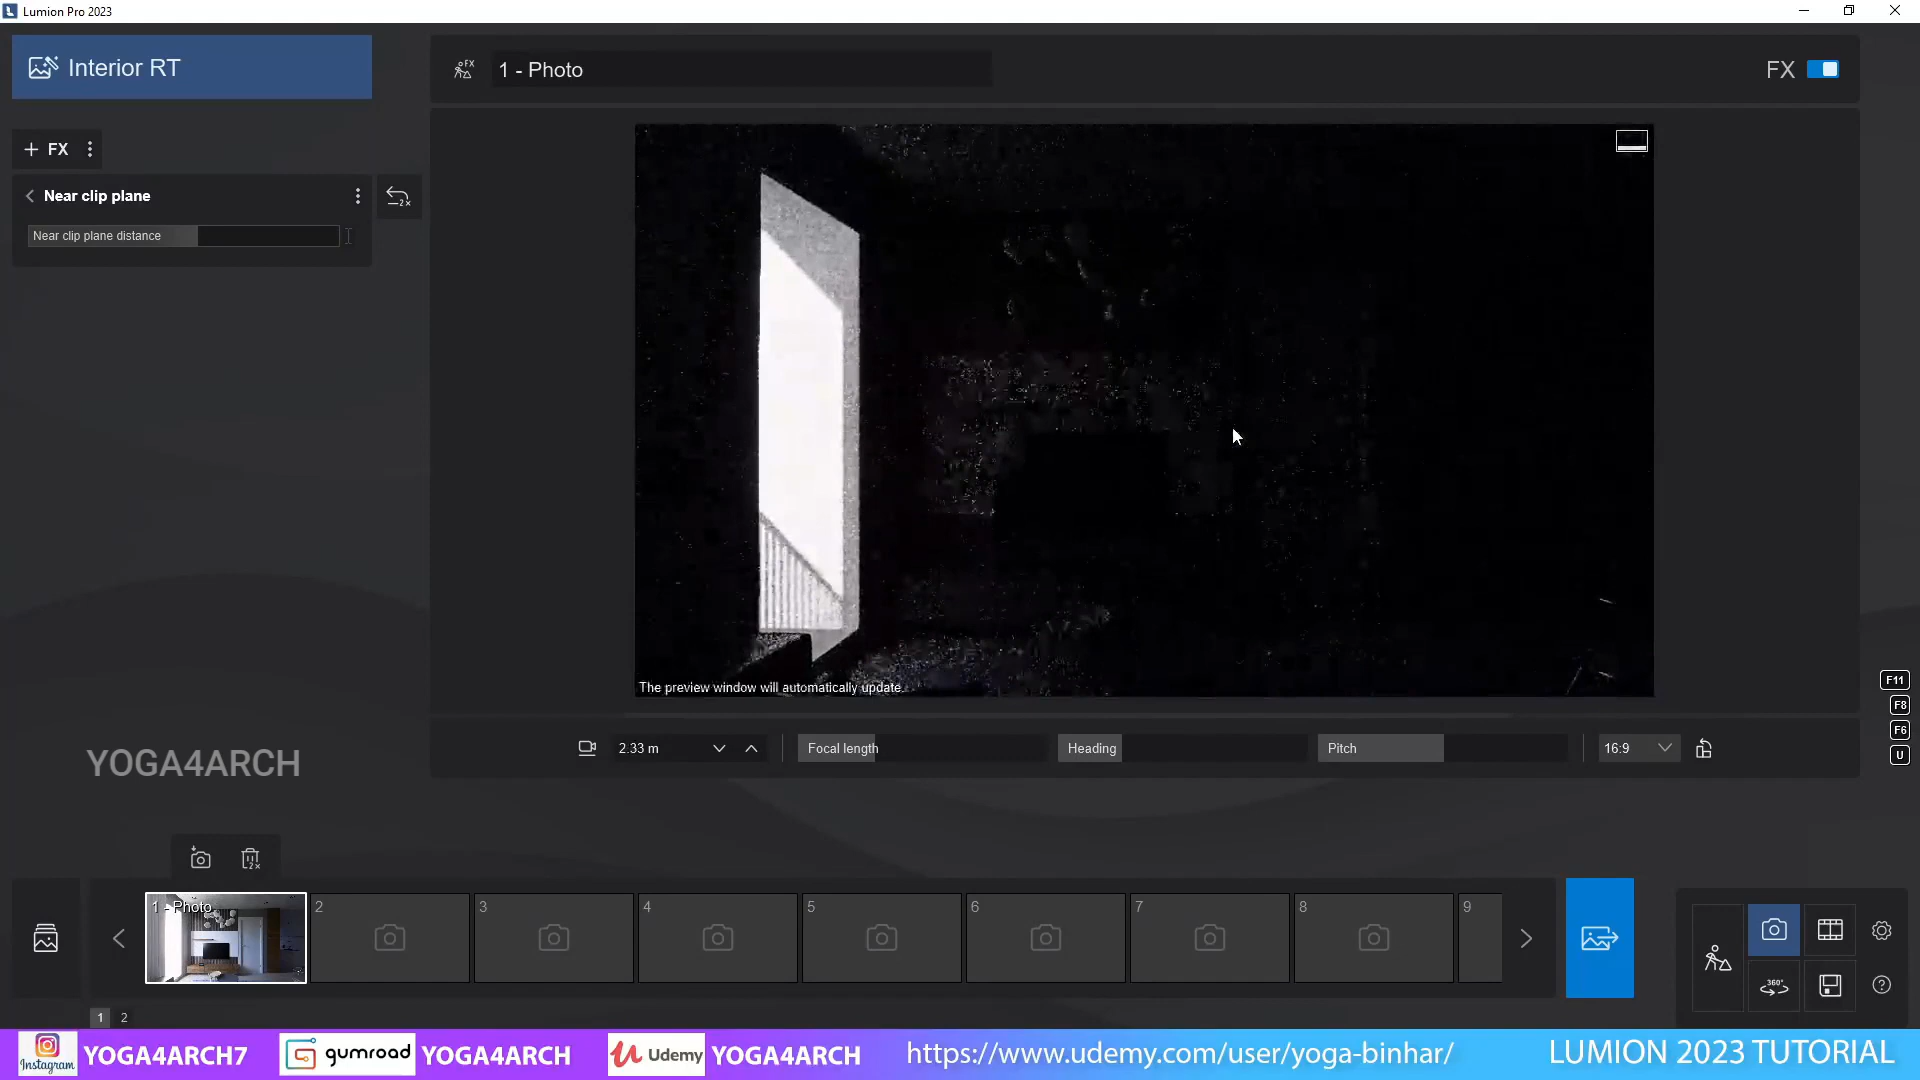 Lumion Pro 2023
Interior RT
1 - Photo
FX
+ FX
Near clip plane
2x
Near clip plane distance
The preview window will automatically update.
F11
F8
F6
U
2.33 m
Focal length
Heading
Pitch
16:9
YOGA4ARCH
2x
1 - Photo
2
3
4
5
6
7
8
9
360°
1 2
Instagram YOGA4ARCH7 gumroad YOGA4ARCH Udemy YOGA4ARCH https://www.udemy.com/user/yoga-binhar/ LUMION 2023 TUTORIAL